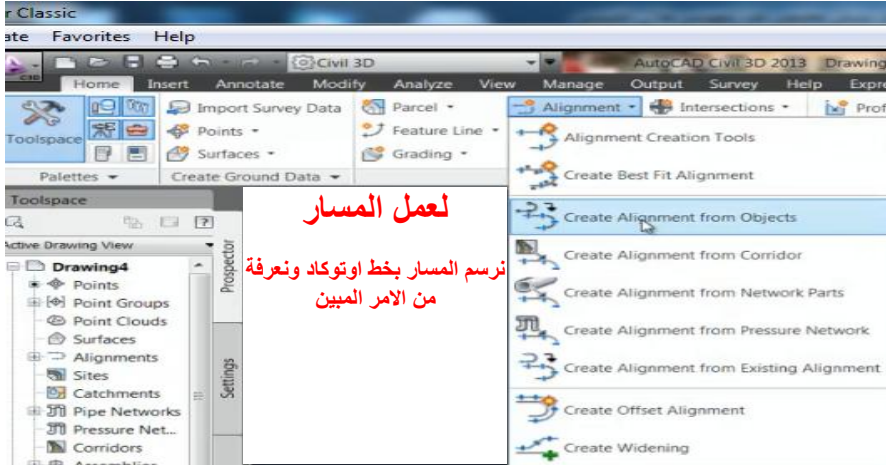 r Classic
ate Favorites Help
Civil 3D
AutoCAD Civil 3D 2013 Drawing
Home Insert Annotate Modify Analyze View Manage Output Survey Help Expre
Toolspace
Import Survey Data
Points
Surfaces
Parcel
Feature Line
Grading
Alignment
Intersections
Prof
Palettes
Create Ground Data
Alignment Creation Tools
Create Best Fit Alignment
Create Alignment from Objects
Create Alignment from Corridor
Create Alignment from Network Parts
Create Alignment from Pressure Network
Create Alignment from Existing Alignment
Create Offset Alignment
Create Widening
Toolspace
Active Drawing View
Drawing4
Points
Point Groups
Point Clouds
Surfaces
Alignments
Sites
Catchments
Pipe Networks
Pressure Net...
Corridors
Assemblies
Prospector
Settings
لعمل المسار
نرسم المسار بخط اوتوكاد ونعرفة
من الامر المبين